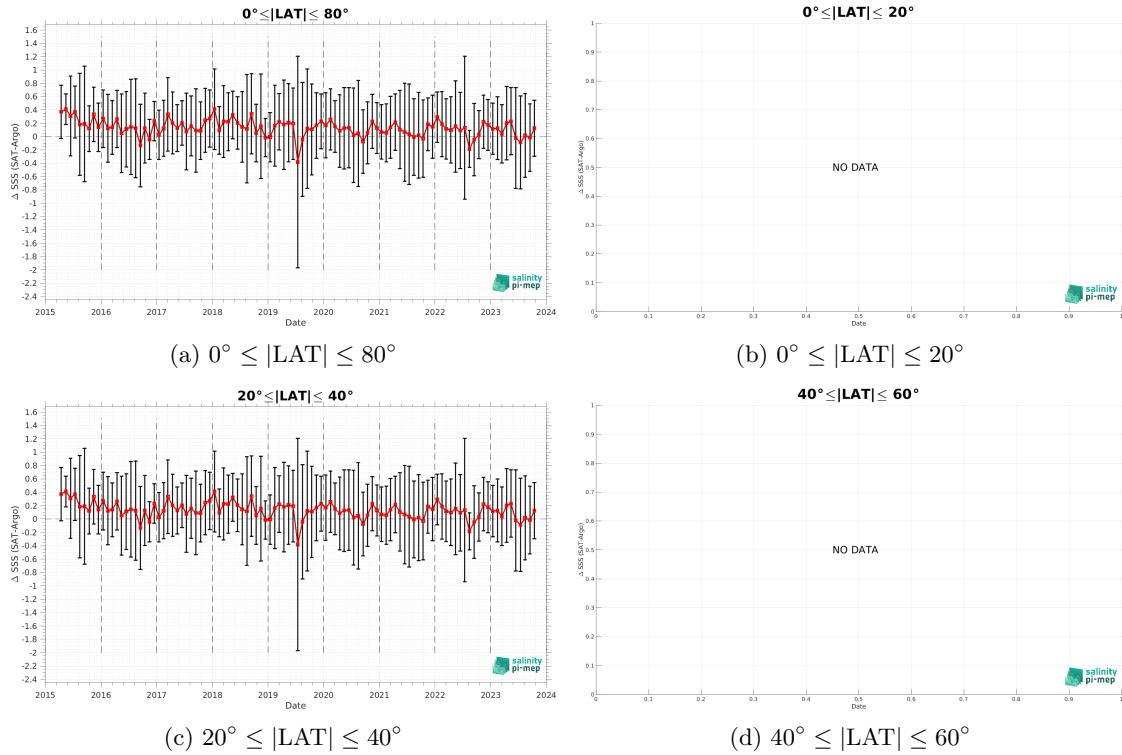 0°≤|LAT|≤ 80°
1.6
1.4
1.2
1
0.8
0.6
0.4
0.2
0
-0.2
-0.4
-0.6
-0.8
-1
-1.2
-1.4
-1.6
-1.8
-2
-2.2
-2.4
Δ SSS (SAT-Argo)
2015 2016 2017 2018 2019 2020 2021 2022 2023 2024
Date
salinity
pi-mep
(a) 0° ≤ |LAT| ≤ 80°
0°≤|LAT|≤ 20°
1
0.9
0.8
0.7
0.6
0.5
0.4
0.3
0.2
0.1
0
Δ SSS (SAT-Argo)
NO DATA
0 0.1 0.2 0.3 0.4 0.5 0.6 0.7 0.8 0.9 1
Date
salinity
pi-mep
(b) 0° ≤ |LAT| ≤ 20°
20°≤|LAT|≤ 40°
1.6
1.4
1.2
1
0.8
0.6
0.4
0.2
0
-0.2
-0.4
-0.6
-0.8
-1
-1.2
-1.4
-1.6
-1.8
-2
-2.2
-2.4
Δ SSS (SAT-Argo)
2015 2016 2017 2018 2019 2020 2021 2022 2023 2024
Date
salinity
pi-mep
(c) 20° ≤ |LAT| ≤ 40°
40°≤|LAT|≤ 60°
1
0.9
0.8
0.7
0.6
0.5
0.4
0.3
0.2
0.1
0
Δ SSS (SAT-Argo)
NO DATA
0 0.1 0.2 0.3 0.4 0.5 0.6 0.7 0.8 0.9 1
Date
salinity
pi-mep
(d) 40° ≤ |LAT| ≤ 60°